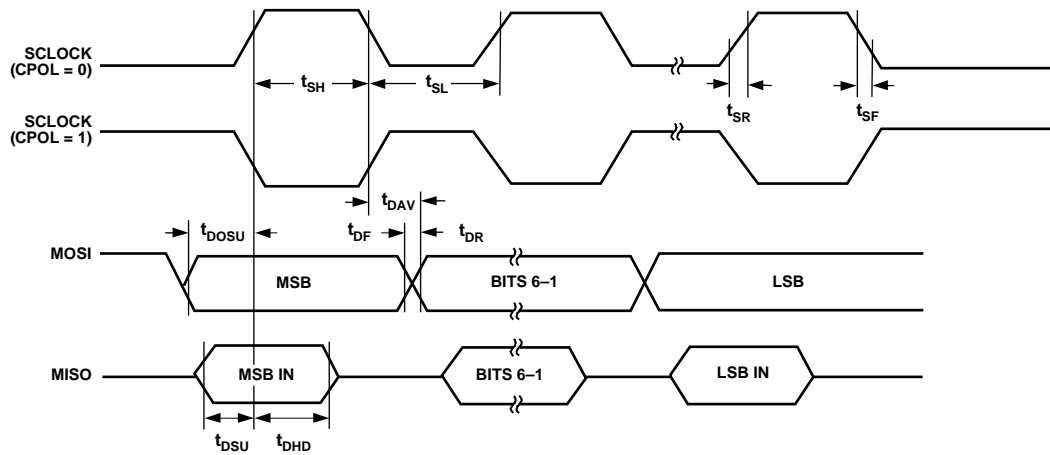 SCLOCK
(CPOL = 0)
tSH
tSL
tSR
tSF
SCLOCK
(CPOL = 1)
tDAV
tDOSU
tDF
tDR
MOSI
MSB
BITS 6–1
LSB
MISO
MSB IN
BITS 6–1
LSB IN
tDSU
tDHD